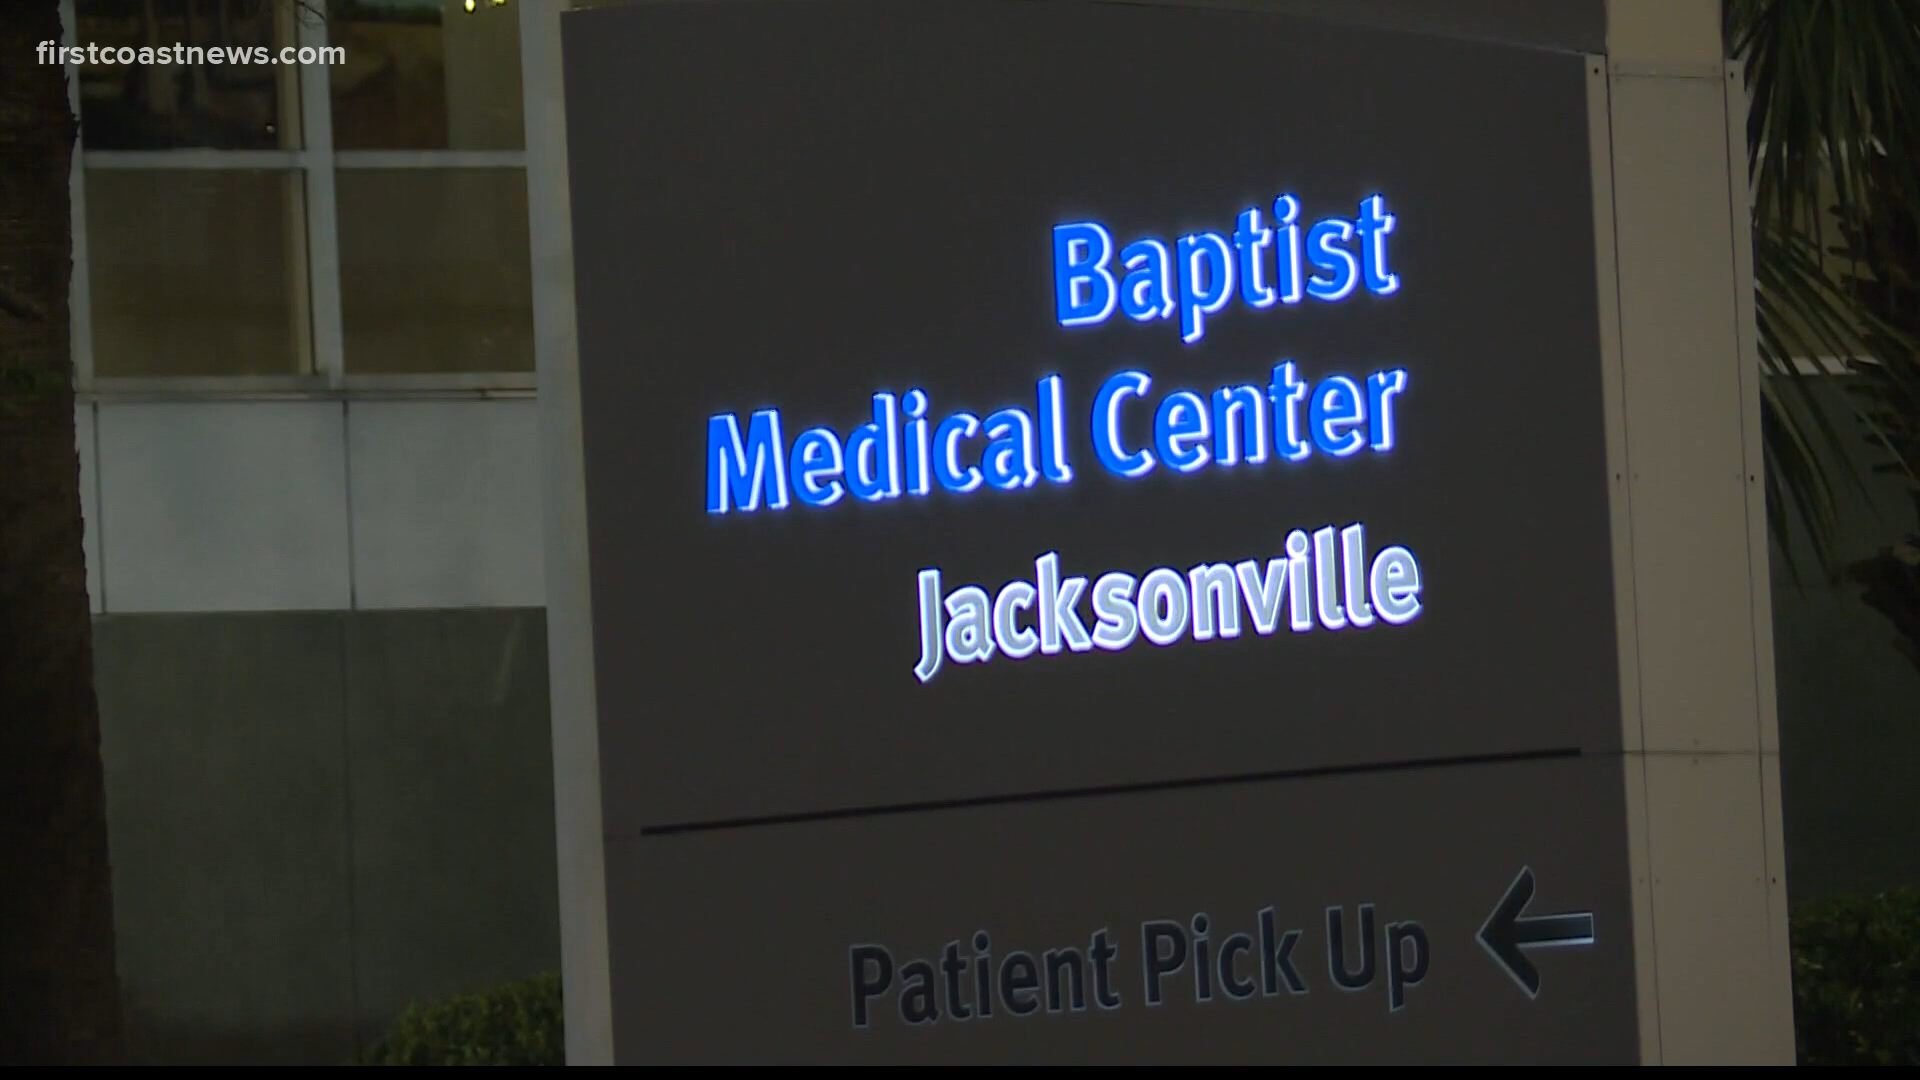 firstcoastnews.com
Baptist
Medical Center
Jacksonville
Patient Pick Up ←